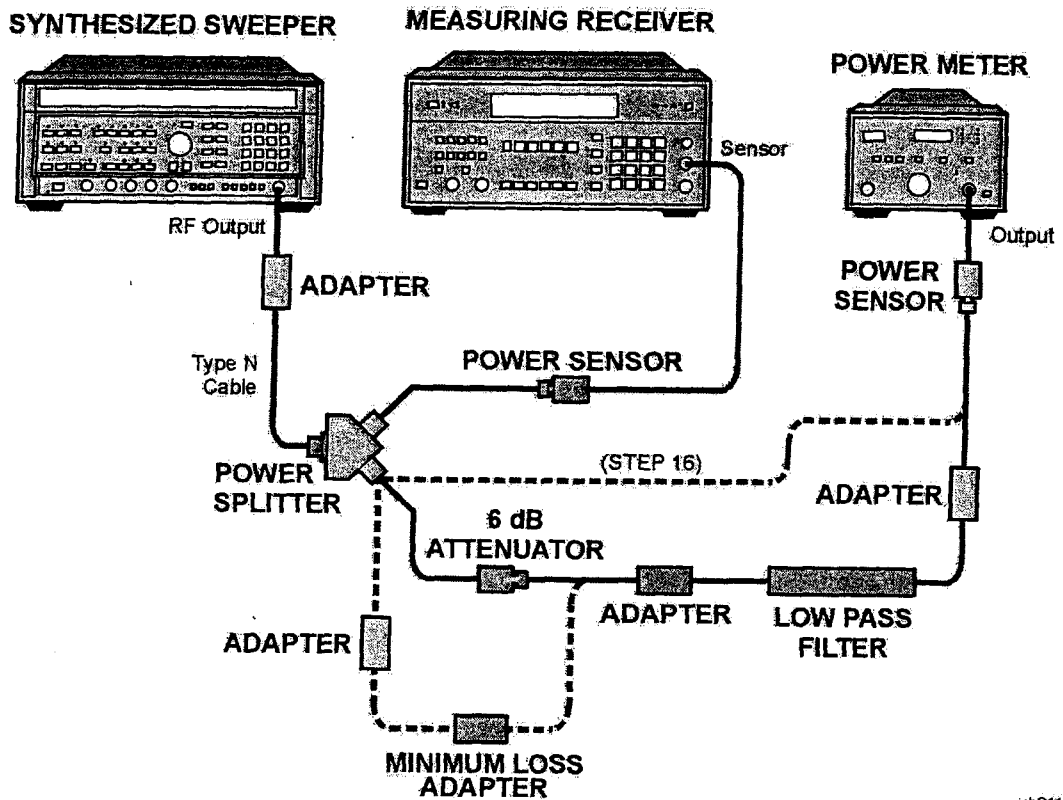 SYNTHESIZED SWEEPER
MEASURING RECEIVER
POWER METER
Sensor
RF Output
Output
ADAPTER
POWER
SENSOR
Type N
Cable
POWER SENSOR
(STEP 16)
POWER
SPLITTER
ADAPTER
6 dB
ATTENUATOR
ADAPTER
LOW PASS
FILTER
ADAPTER
MINIMUM LOSS
ADAPTER